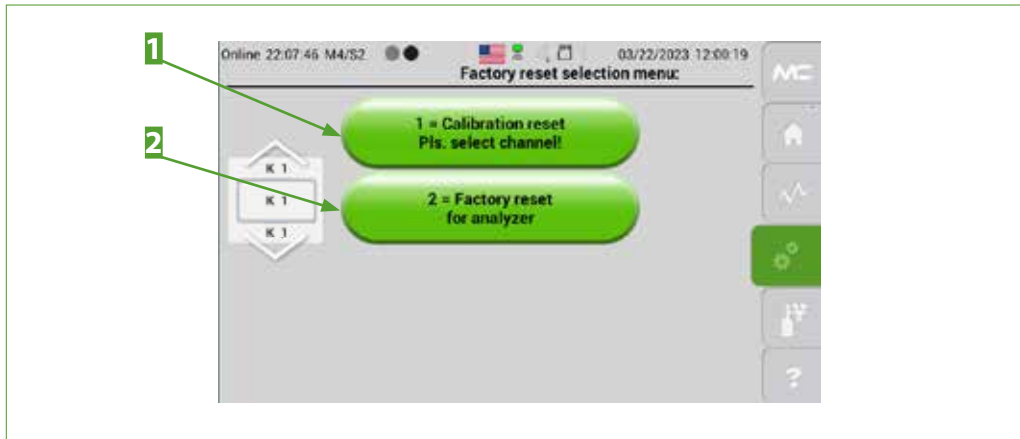 1
Online 22:07:46 M4/S2 03/22/2023 12:00:19
Factory reset selection menu:
MC
1 = Calibration reset
Pls. select channel!
2
K 1
K 1
2 = Factory reset
for analyzer
K 1
?